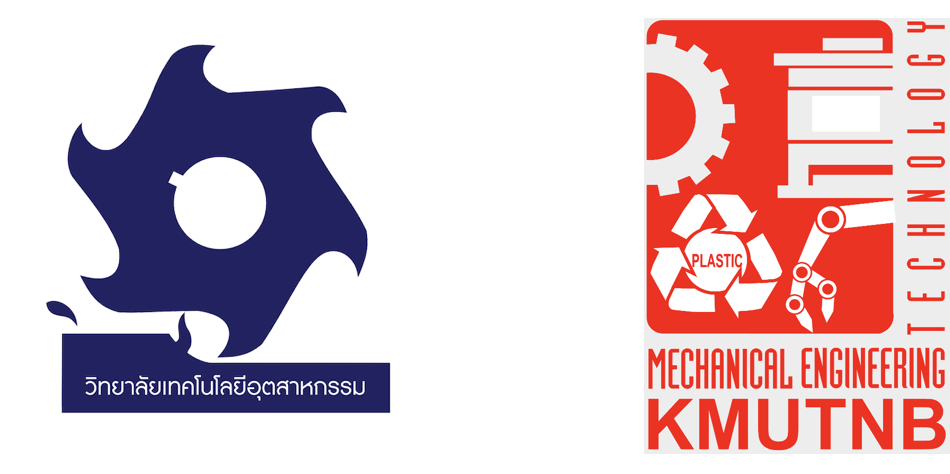 วิทยาลัยเทคโนโลยีอุตสาหกรรม
PLASTIC
TECHNOLOGY
MECHANICAL ENGINEERING
KMUTNB